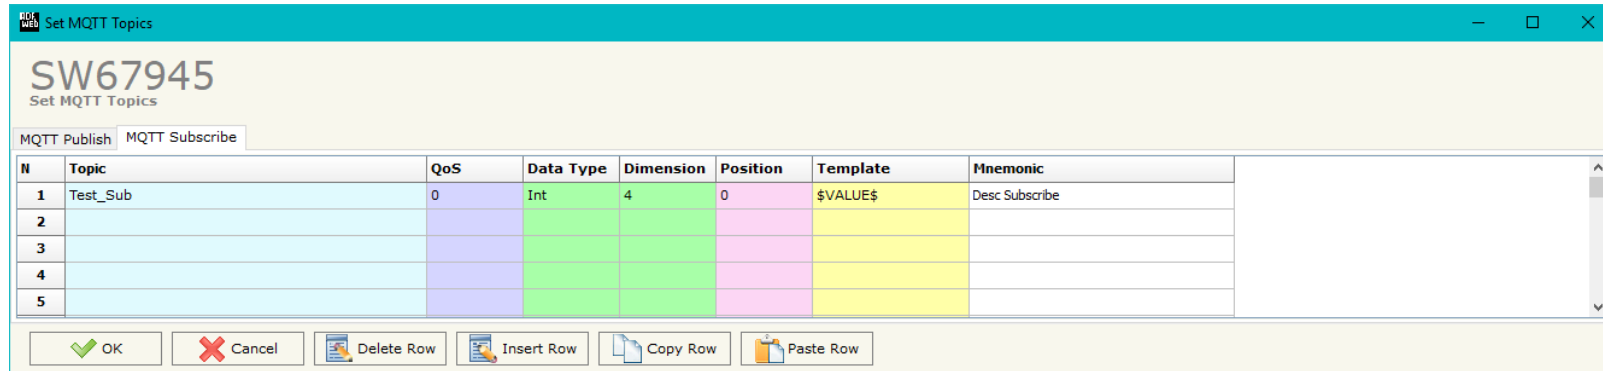 ADF WEB Set MQTT Topics
SW67945
Set MQTT Topics
MQTT Publish MQTT Subscribe
N Topic QoS Data Type Dimension Position Template Mnemonic
1 Test_Sub 0 Int 4 0 $VALUE$ Desc Subscribe
2
3
4
5
OK Cancel Delete Row Insert Row Copy Row Paste Row